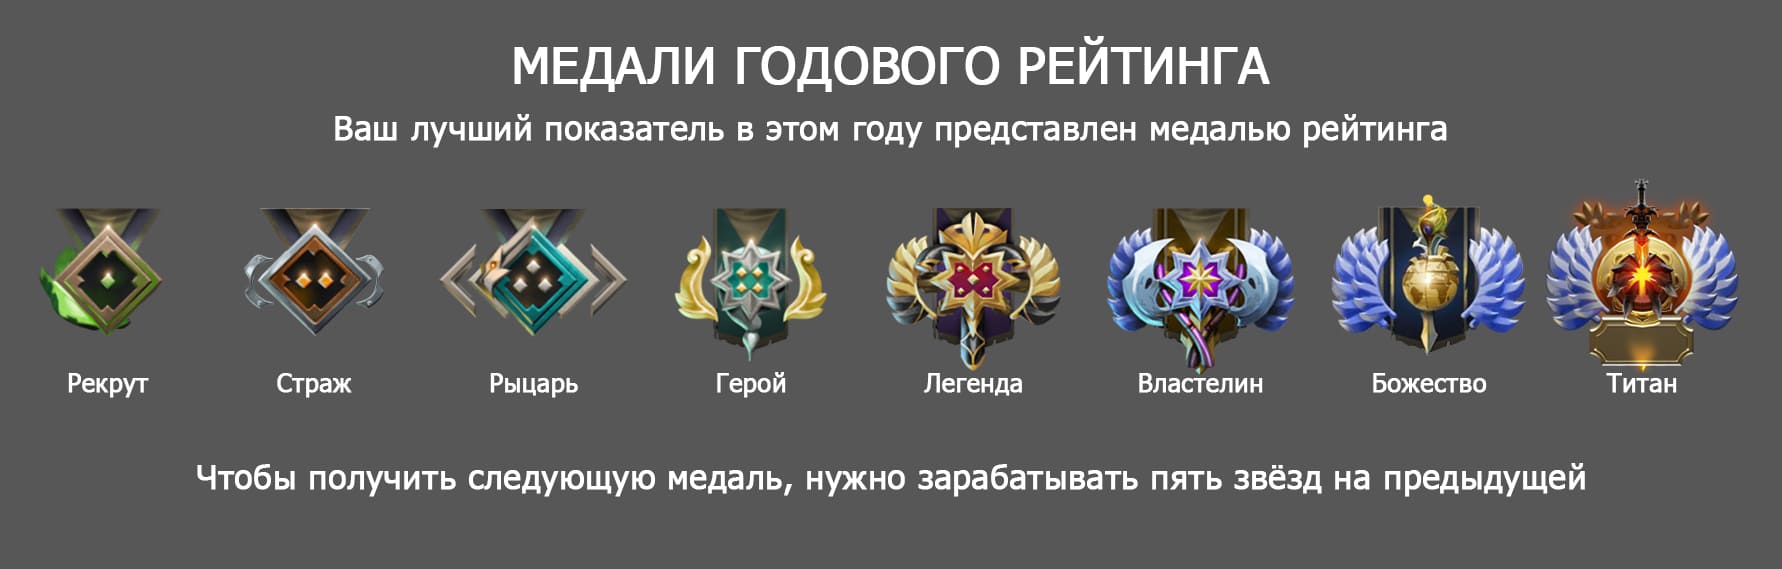 МЕДАЛИ ГОДОВОГО РЕЙТИНГА
Ваш лучший показатель в этом году представлен медалью рейтинга
Рекрут Страж Рыцарь Герой Легенда Властелин Божество Титан
Чтобы получить следующую медаль, нужно зарабатывать пять звёзд на предыдущей